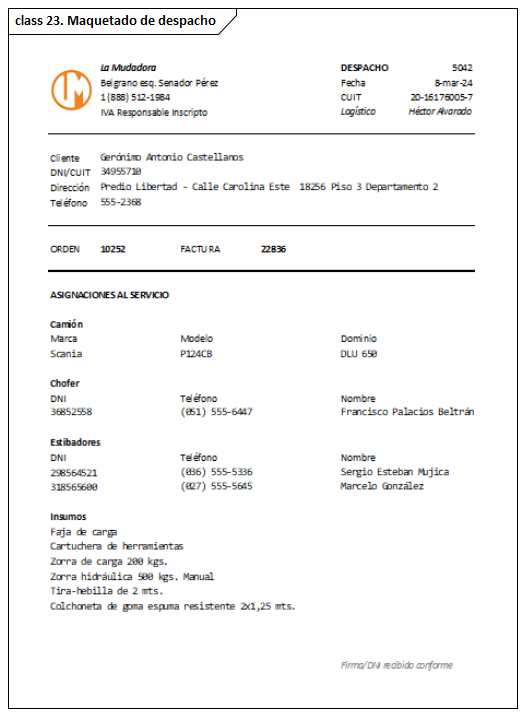 class 23. Maquetado de despacho
La Mudadora DESPACHO 5042
Belgrano esq. Senador Pérez Fecha 8-mar-24
1 (888) 512-1984 CUIT 20-16176005-7
IVA Responsable Inscripto Logístico Héctor Alvarado
Cliente Gerónimo Antonio Castellanos
DNI/CUIT 34955710
Dirección Predio Libertad - Calle Carolina Este 18256 Piso 3 Departamento 2
Teléfono 555-2368
ORDEN 10252 FACTURA 22836
ASIGNACIONES AL SERVICIO
Camión
Marca Modelo Dominio
Scania P124CB DLU 650
Chofer
DNI Teléfono Nombre
36852558 (051) 555-6447 Francisco Palacios Beltrán
Estibadores
DNI Teléfono Nombre
298564521 (036) 555-5336 Sergio Esteban Mujica
318565600 (027) 555-5645 Marcelo González
Insumos
Faja de carga
Cartuchera de herramientas
Zorra de carga 200 kgs.
Zorra hidráulica 500 kgs. Manual
Tira-hebilla de 2 mts.
Colchoneta de goma espuma resistente 2x1,25 mts.
Firma/DNI recibido conforme